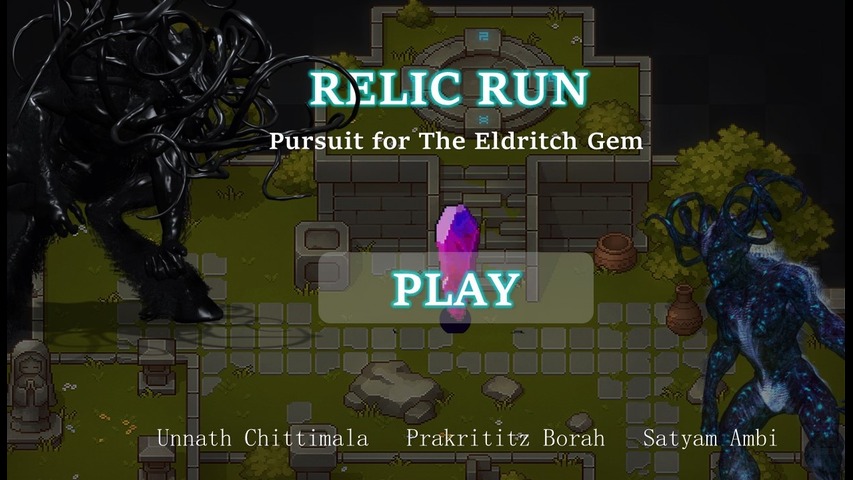 RELIC RUN
Pursuit for The Eldritch Gem
PLAY
Unnath Chittimala Prakrititz Borah Satyam Ambi